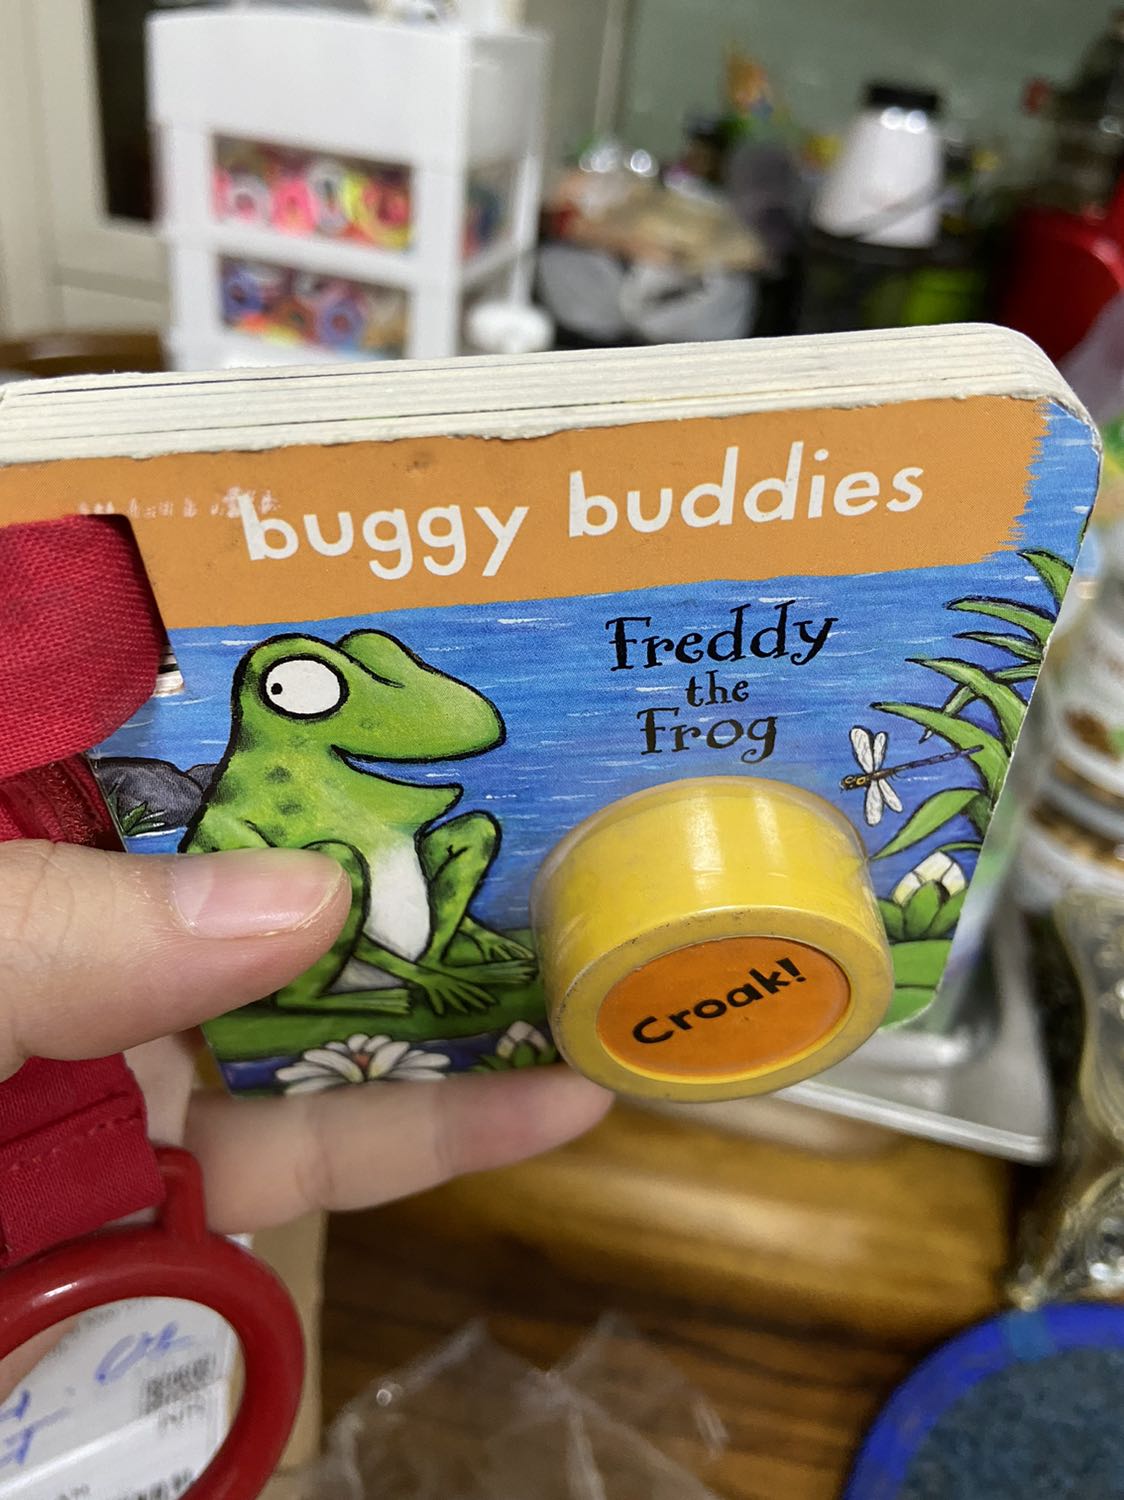 buggy buddies
Freddy
the
Frog
Croak!